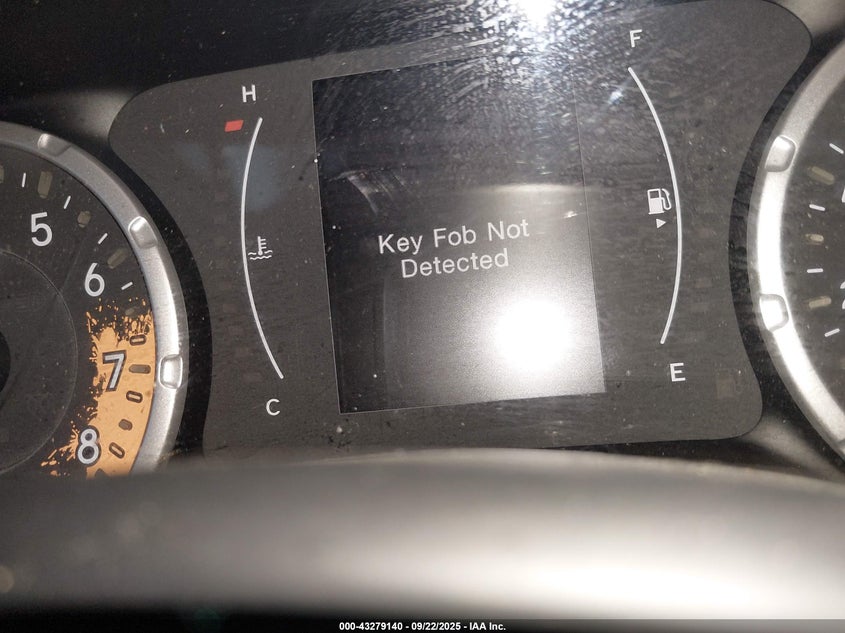 H
F
5
6
7
8
Key Fob Not
Detected
C
E
000-43279140 - 09/22/2025 - IAA Inc.